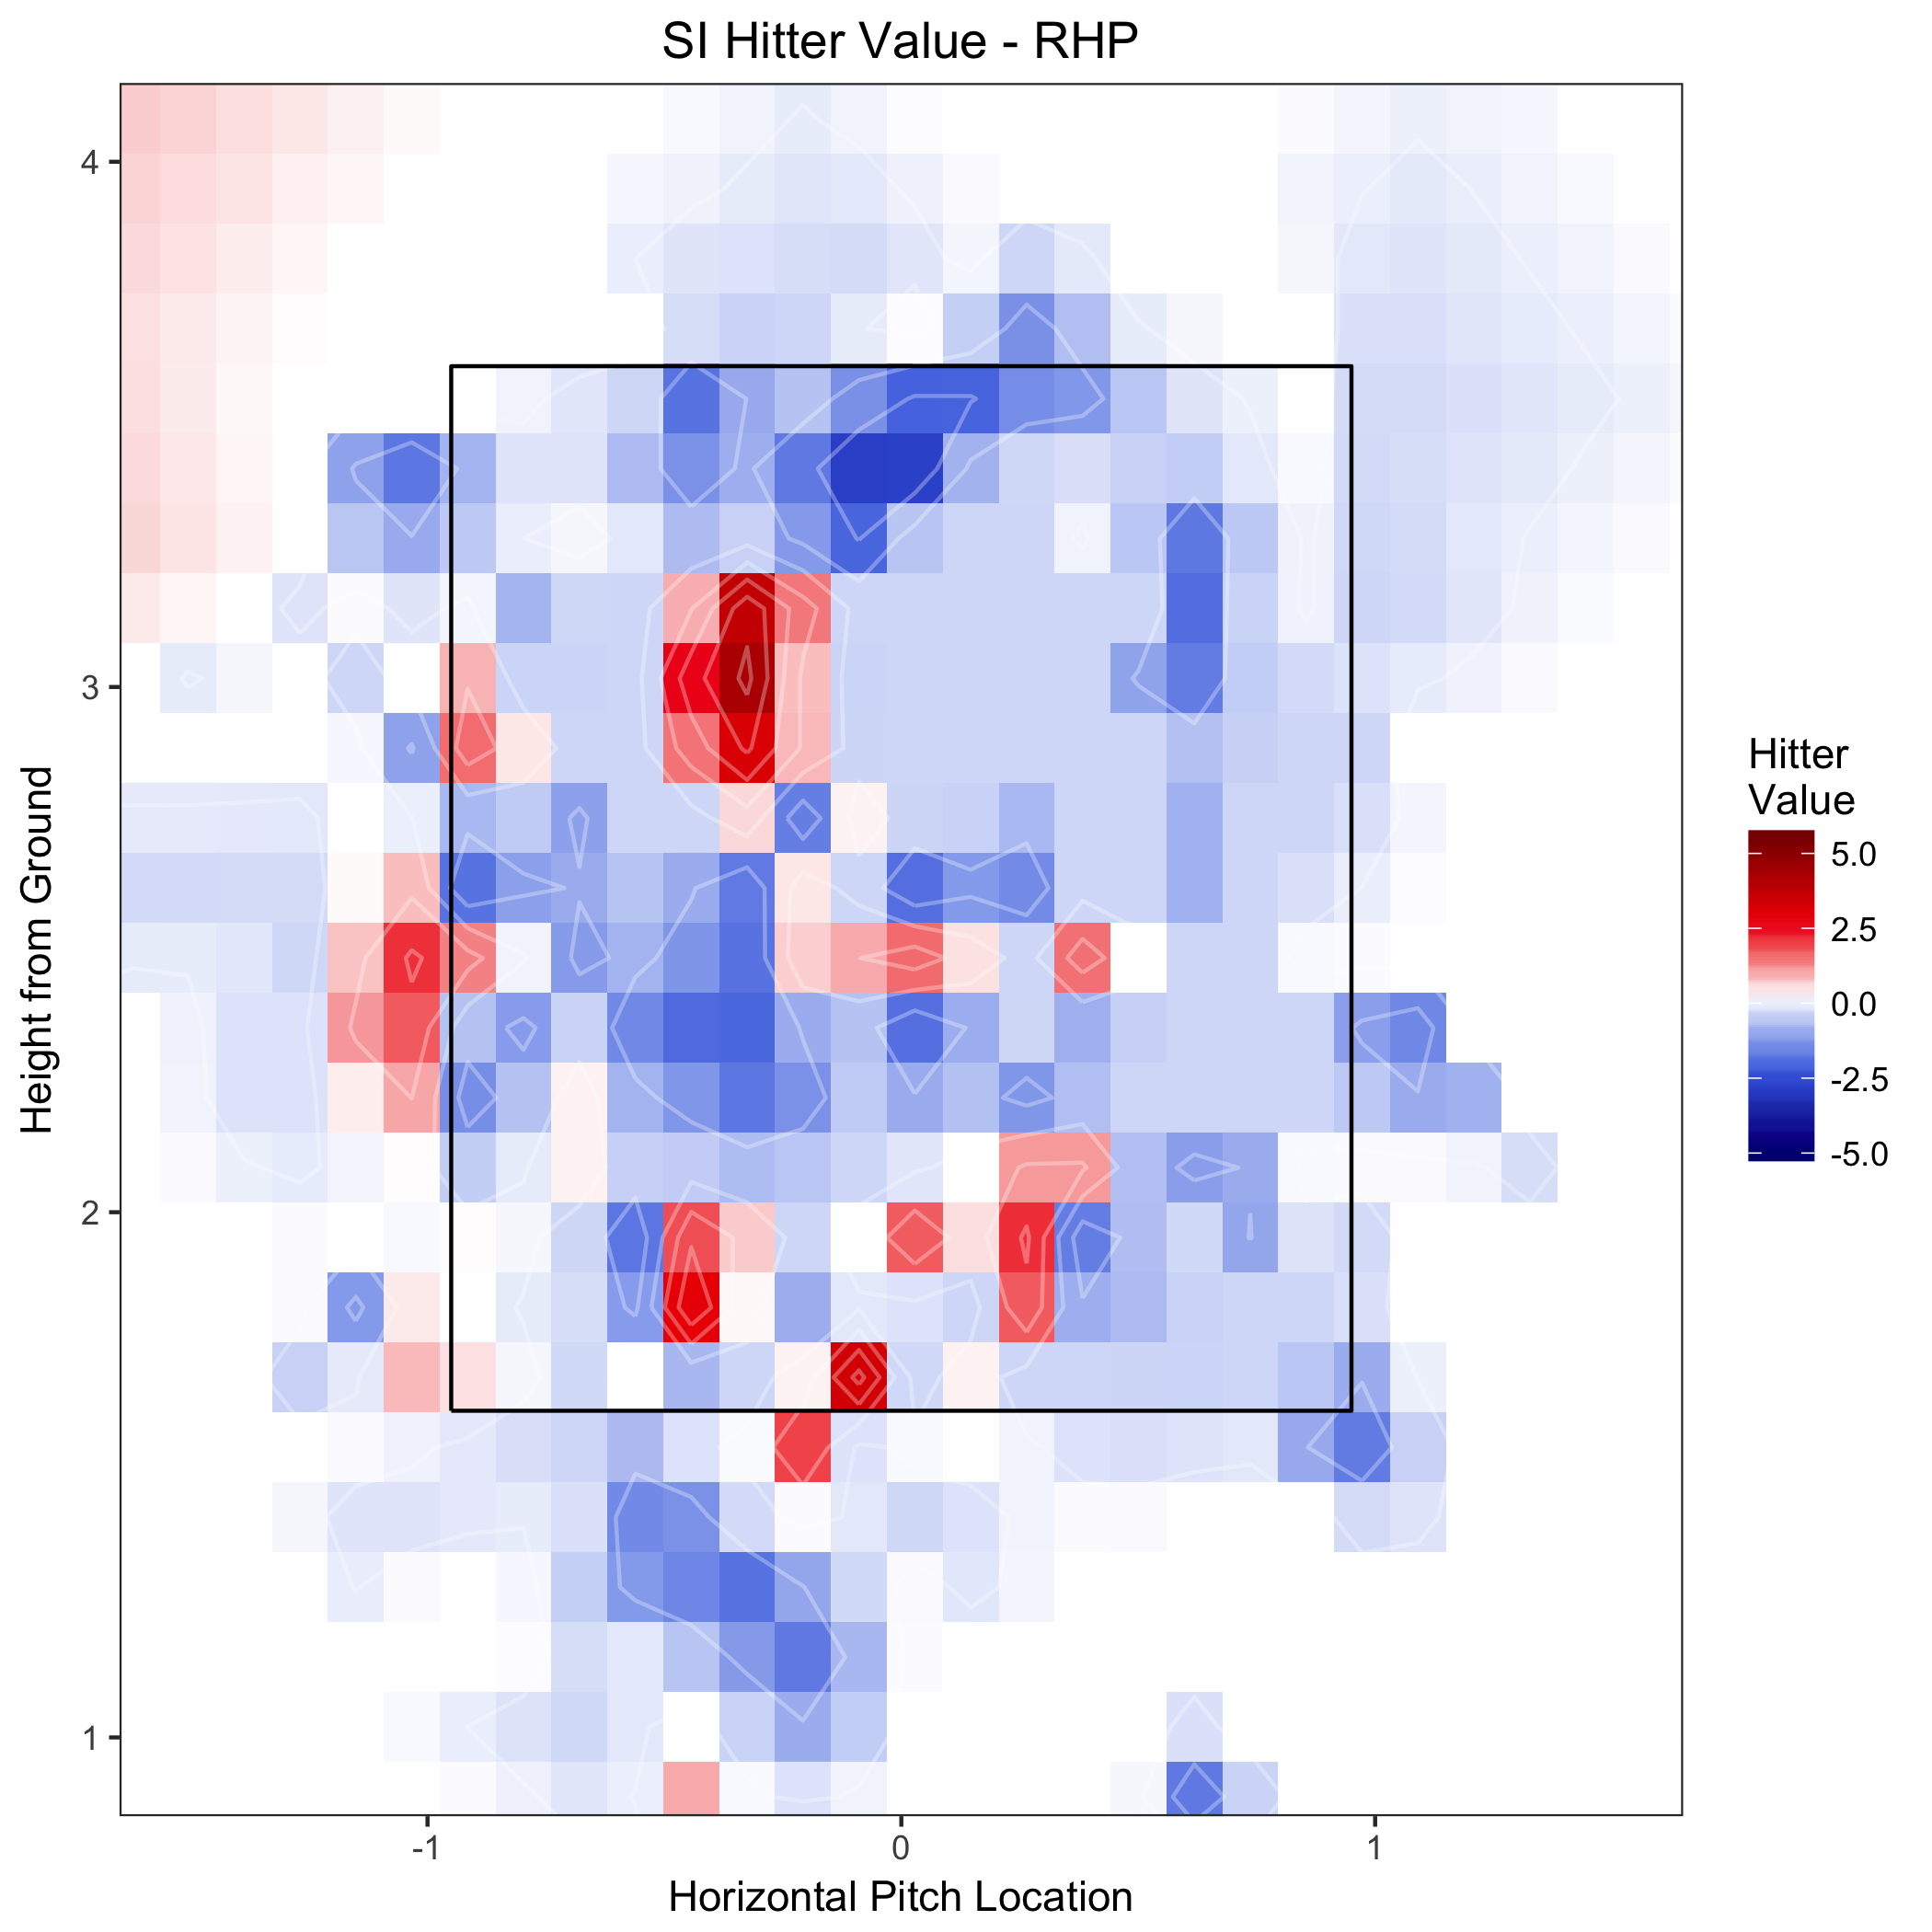 SI Hitter Value - RHP
4
3
2
1
Height from Ground
-1
0
1
Horizontal Pitch Location
Hitter
Value
5.0
2.5
0.0
-2.5
-5.0